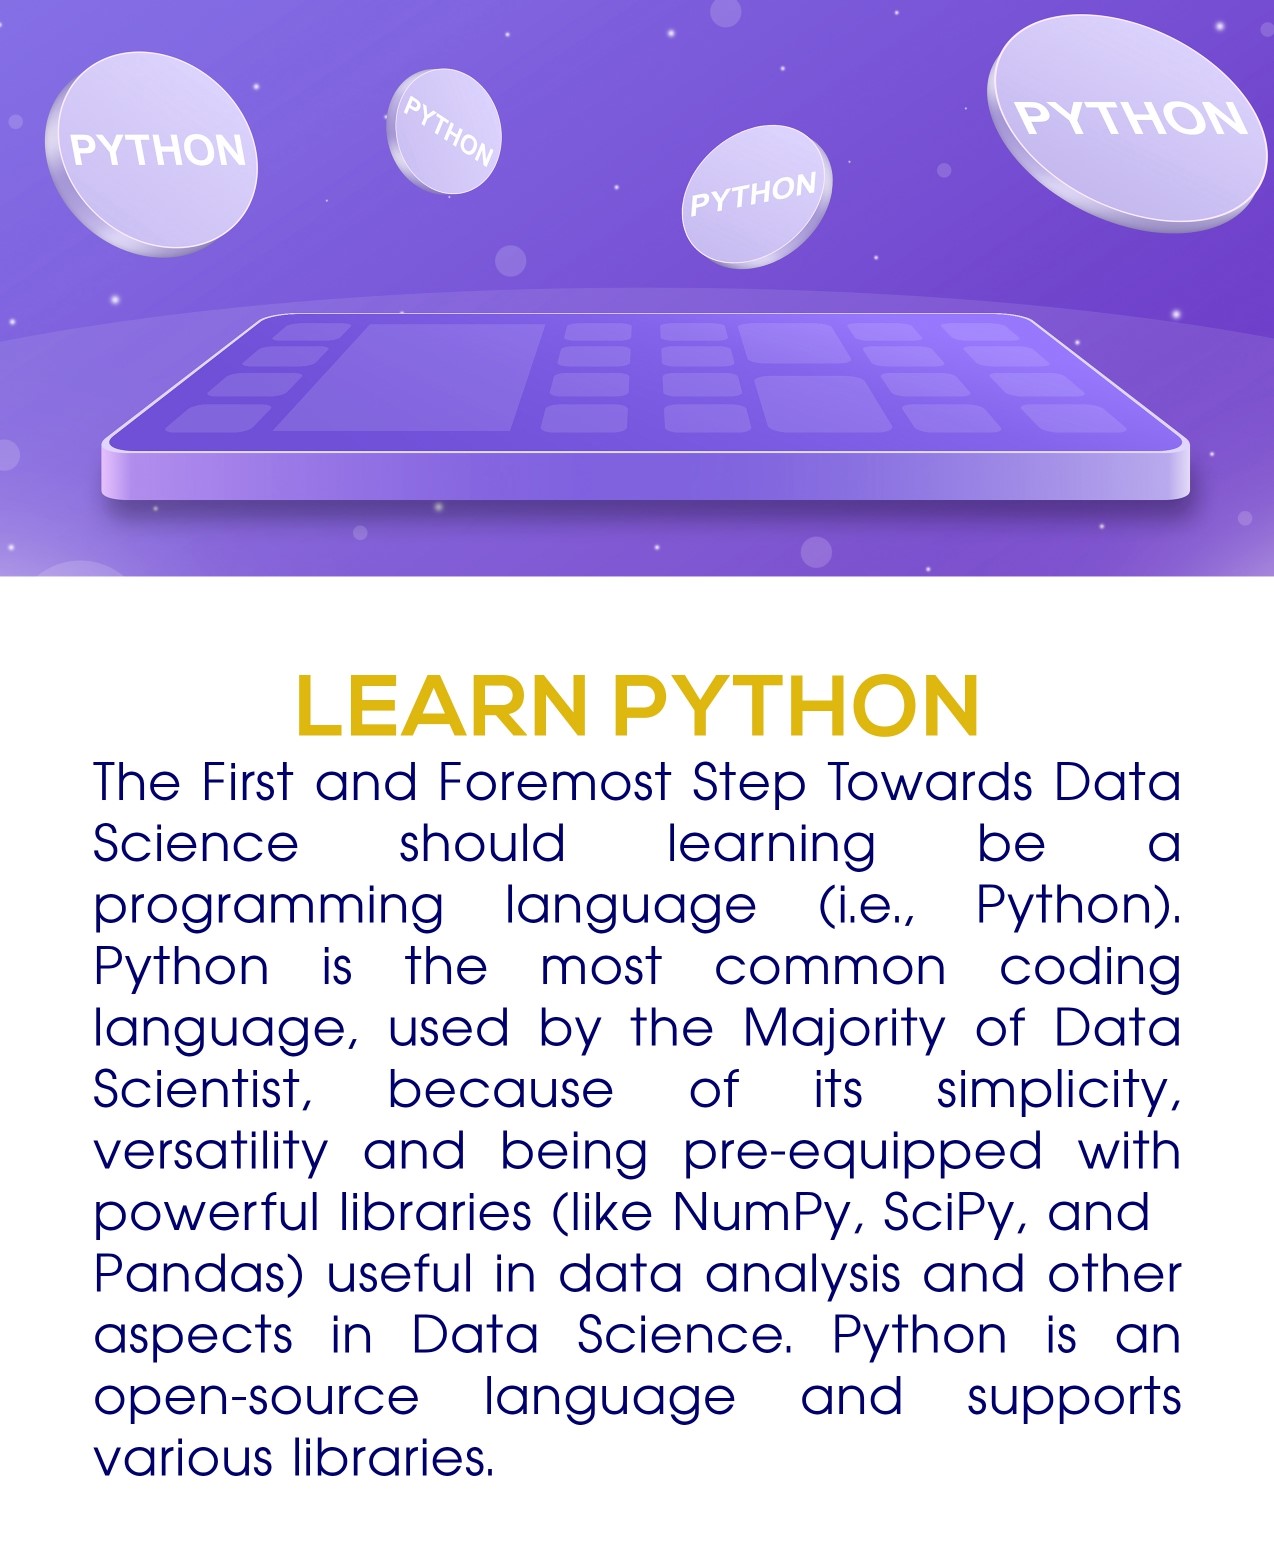 PYTHON
PYTHON
PYTHON
PYTHON
LEARN PYTHON
The First and Foremost Step Towards Data
Science should learning be a
programming language (i.e., Python).
Python is the most common coding
language, used by the Majority of Data
Scientist, because of its simplicity,
versatility and being pre-equipped with
powerful libraries (like NumPy, SciPy, and
Pandas) useful in data analysis and other
aspects in Data Science. Python is an
open-source language and supports
various libraries.